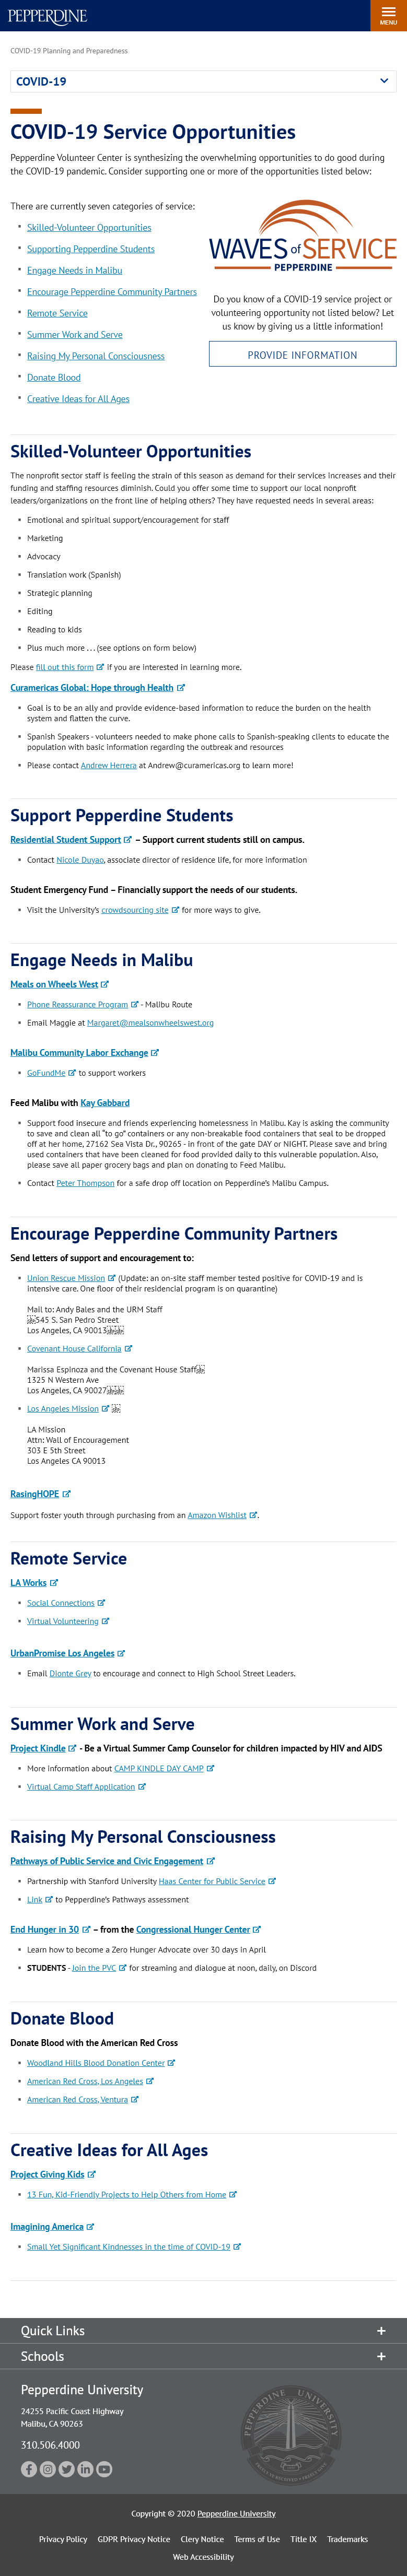 PEPPERDINE
MENU
COVID-19 Planning and Preparedness
COVID-19
COVID-19 Service Opportunities
Pepperdine Volunteer Center is synthesizing the overwhelming opportunities to do good during
the COVID-19 pandemic. Consider supporting one or more of the opportunities listed below:
There are currently seven categories of service:
Skilled-Volunteer Opportunities
Supporting Pepperdine Students
Engage Needs in Malibu
Encourage Pepperdine Community Partners
Remote Service
Summer Work and Serve
Raising My Personal Consciousness
Donate Blood
Creative Ideas for All Ages
WAVES of SERVICE
PEPPERDINE
Do you know of a COVID-19 service project or
volunteering opportunity not listed below? Let
us know by giving us a little information!
PROVIDE INFORMATION
Skilled-Volunteer Opportunities
The nonprofit sector staff is feeling the strain of this season as demand for their services increases and their
funding and staffing resources diminish. Could you offer some time to support our local nonprofit
leaders/organizations on the front line of helping others? They have requested needs in several areas:
Emotional and spiritual support/encouragement for staff
Marketing
Advocacy
Translation work (Spanish)
Strategic planning
Editing
Reading to kids
Plus much more . . . (see options on form below)
Please fill out this form if you are interested in learning more.
Curamericas Global: Hope through Health
Goal is to be an ally and provide evidence-based information to reduce the burden on the health
system and flatten the curve.
Spanish Speakers - volunteers needed to make phone calls to Spanish-speaking clients to educate the
population with basic information regarding the outbreak and resources
Please contact Andrew Herrera at Andrew@curamericas.org to learn more!
Support Pepperdine Students
Residential Student Support – Support current students still on campus.
Contact Nicole Duyao, associate director of residence life, for more information
Student Emergency Fund – Financially support the needs of our students.
Visit the University's crowdsourcing site for more ways to give.
Engage Needs in Malibu
Meals on Wheels West
Phone Reassurance Program - Malibu Route
Email Maggie at Margaret@mealsonwheelswest.org
Malibu Community Labor Exchange
GoFundMe to support workers
Feed Malibu with Kay Gabbard
Support food insecure and friends experiencing homelessness in Malibu. Kay is asking the community
to save and clean all "to go" containers or any non-breakable food containers that seal to be dropped
off at her home, 27162 Sea Vista Dr., 90265 - in front of the gate DAY or NIGHT. Please save and bring
only containers that have been cleaned for providing food daily to this vulnerable population. Also,
please save all paper grocery bags and plan on donating to Feed Malibu.
Contact Peter Thompson for a safe drop off location on Pepperdine's Malibu Campus.
Encourage Pepperdine Community Partners
Send letters of support and encouragement to:
Union Rescue Mission (Update: an on-site staff member tested positive for COVID-19 and is
intensive care. One floor of their residencial program is on quarantine)
Mail to: Andy Bales and the URM Staff
545 S. San Pedro Street
Los Angeles, CA 90013
Covenant House California
Marissa Espinoza and the Covenant House Staff
1325 N Western Ave
Los Angeles, CA 90027
Los Angeles Mission
LA Mission
Attn: Wall of Encouragement
303 E 5th Street
Los Angeles CA 90013
RasingHOPE
Support foster youth through purchasing from an Amazon Wishlist.
Remote Service
LA Works
Social Connections
Virtual Volunteering
UrbanPromise Los Angeles
Email Dionte Grey to encourage and connect to High School Street Leaders.
Summer Work and Serve
Project Kindle - Be a Virtual Summer Camp Counselor for children impacted by HIV and AIDS
More information about CAMP KINDLE DAY CAMP
Virtual Camp Staff Application
Raising My Personal Consciousness
Pathways of Public Service and Civic Engagement
Partnership with Stanford University Haas Center for Public Service
Link to Pepperdine's Pathways assessment
End Hunger in 30 – from the Congressional Hunger Center
Learn how to become a Zero Hunger Advocate over 30 days in April
STUDENTS - Join the PVC for streaming and dialogue at noon, daily, on Discord
Donate Blood
Donate Blood with the American Red Cross
Woodland Hills Blood Donation Center
American Red Cross, Los Angeles
American Red Cross, Ventura
Creative Ideas for All Ages
Project Giving Kids
13 Fun, Kid-Friendly Projects to Help Others from Home
Imagining America
Small Yet Significant Kindnesses in the time of COVID-19
Quick Links
Schools
Pepperdine University
24255 Pacific Coast Highway
Malibu, CA 90263
310.506.4000
Copyright © 2020 Pepperdine University
Privacy Policy GDPR Privacy Notice Clery Notice Terms of Use Title IX Trademarks
Web Accessibility